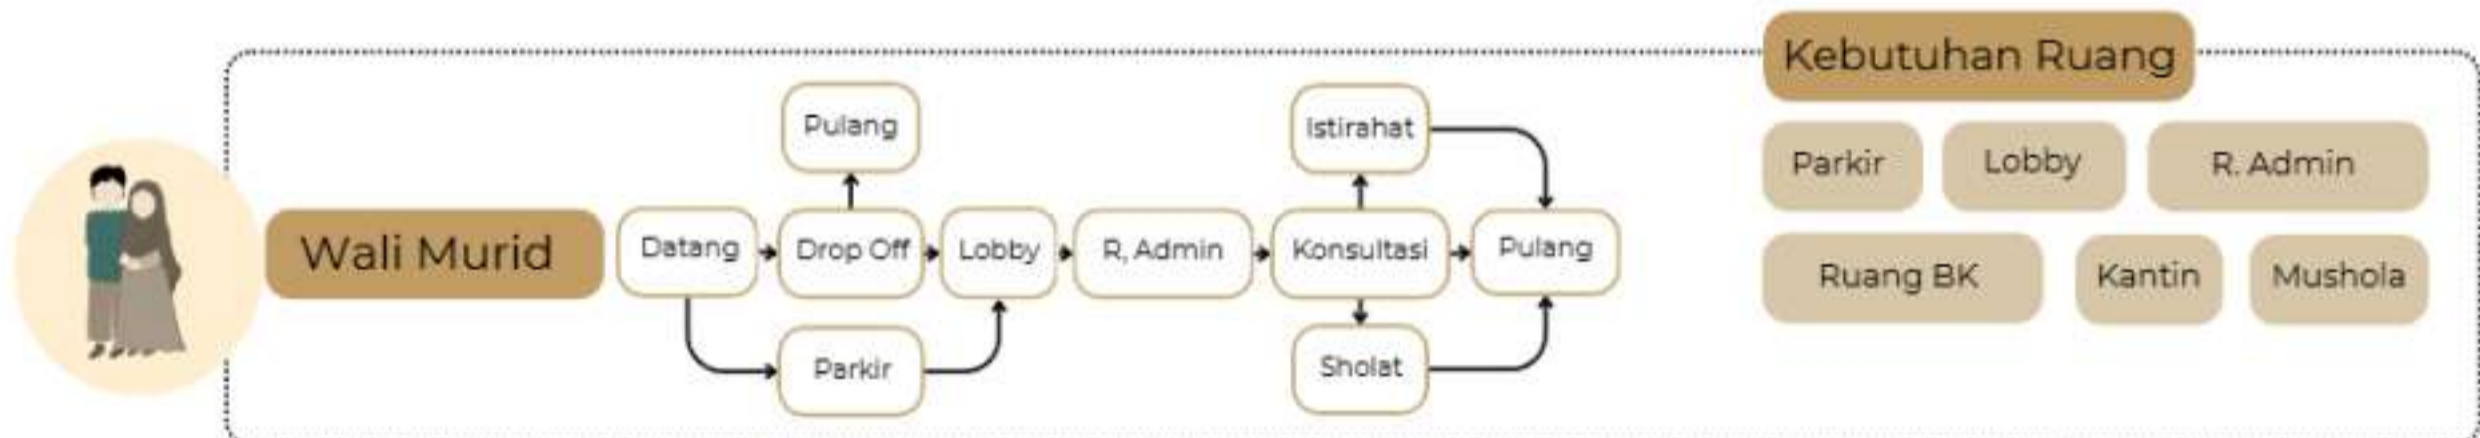 Kebutuhan Ruang
Pulang
Istirahat
Parkir
Lobby
R. Admin
Wali Murid
Datang
Drop Off
Lobby
R, Admin
Konsultasi
Pulang
Ruang BK
Kantin
Mushola
Parkir
Sholat